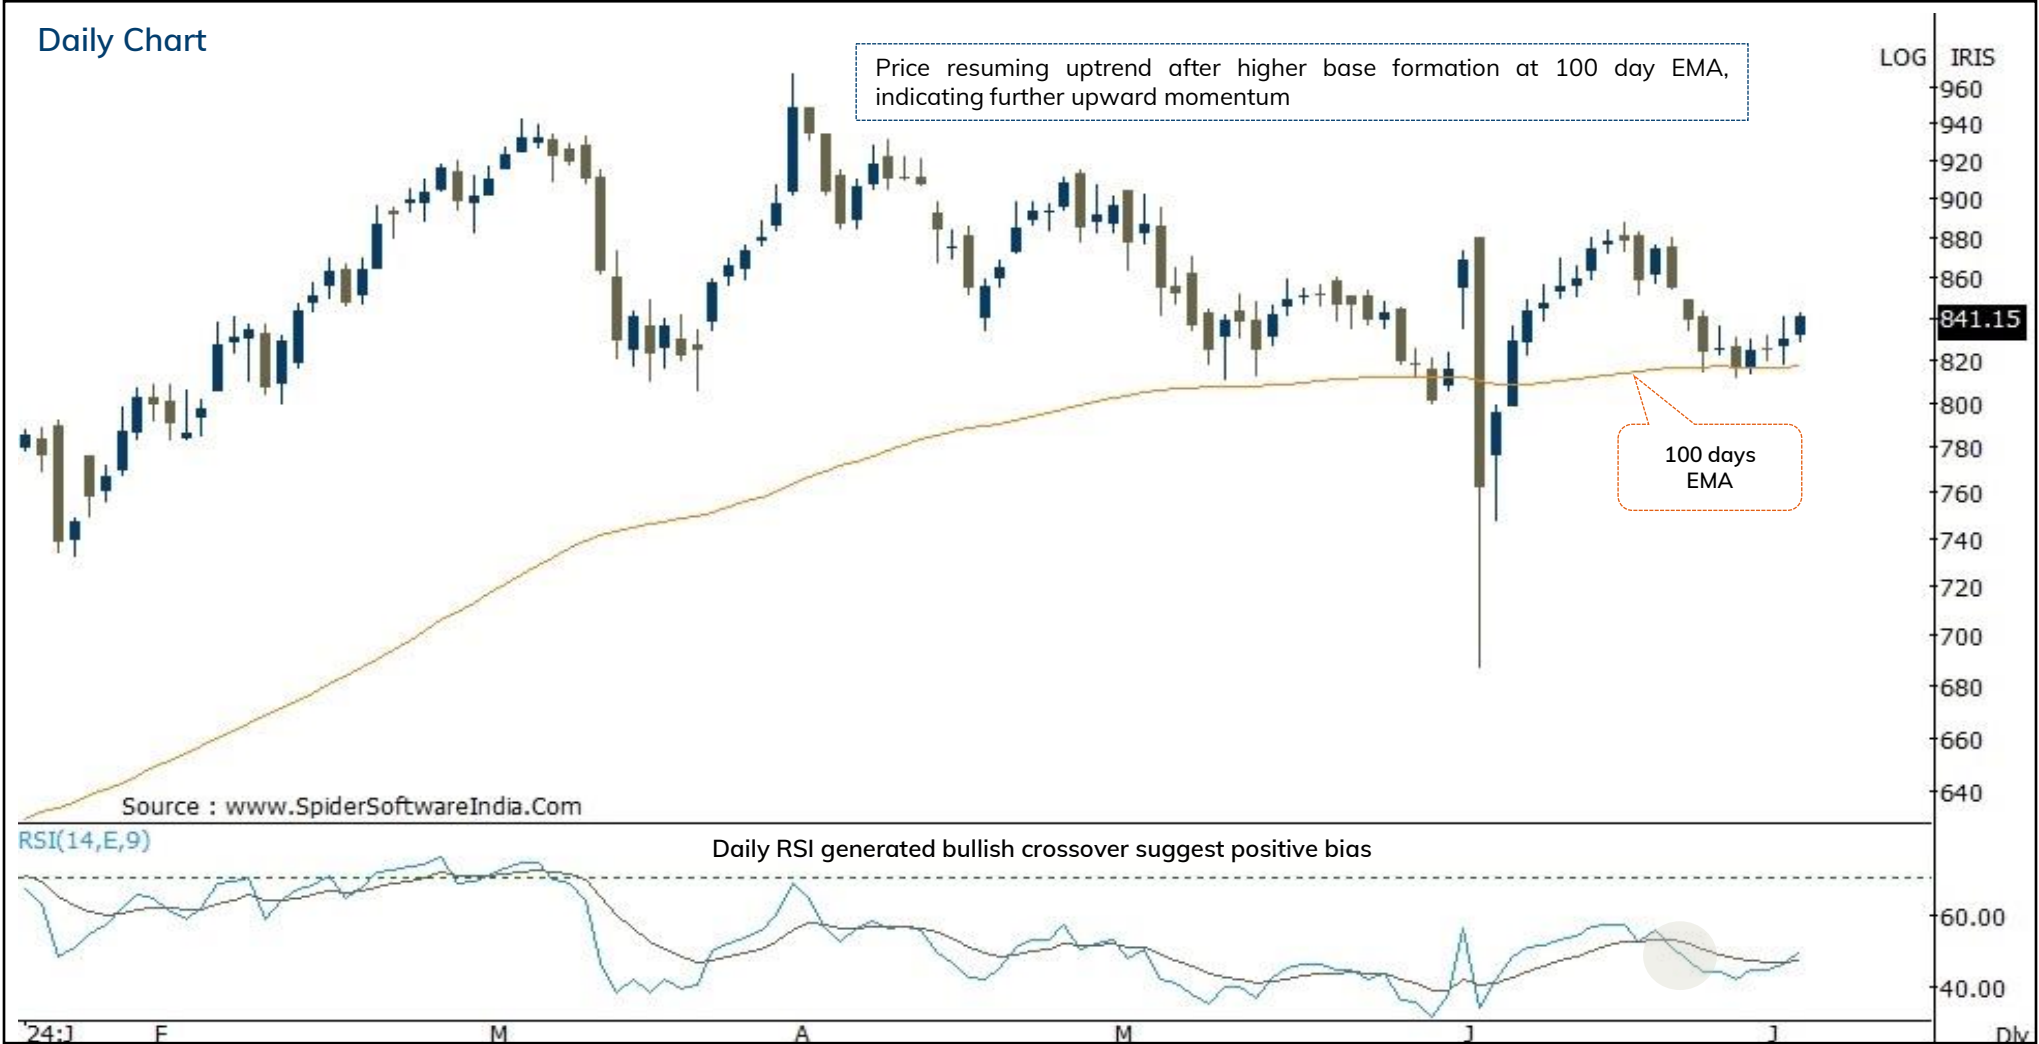 Daily Chart
Price resuming uptrend after higher base formation at 100 day EMA,
indicating further upward momentum
LOG IRIS
960
940
920
900
880
860
841.15
820
800
780
760
740
720
700
680
660
640
100 days
EMA
Source : www.SpiderSoftwareIndia.Com
RSI(14,E,9)
Daily RSI generated bullish crossover suggest positive bias
60.00
40.00
24:J F M A M J J Dly